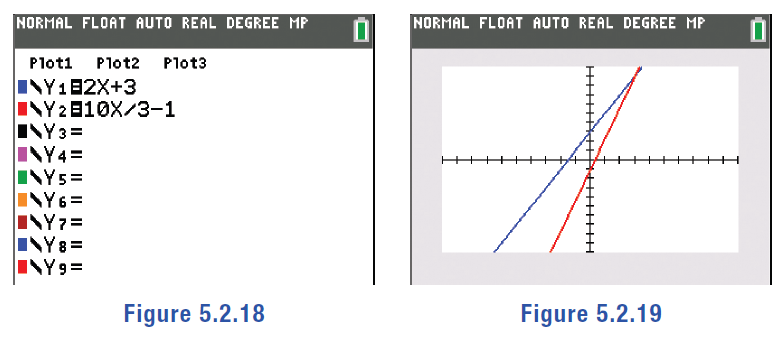 NORMAL FLOAT AUTO REAL DEGREE MP
Plot1 Plot2 Plot3
\Y1=2X+3
\Y2=10X/3-1
\Y3=
\Y4=
\Y5=
\Y6=
\Y7=
\Y8=
\Y9=
Figure 5.2.18
NORMAL FLOAT AUTO REAL DEGREE MP
Figure 5.2.19